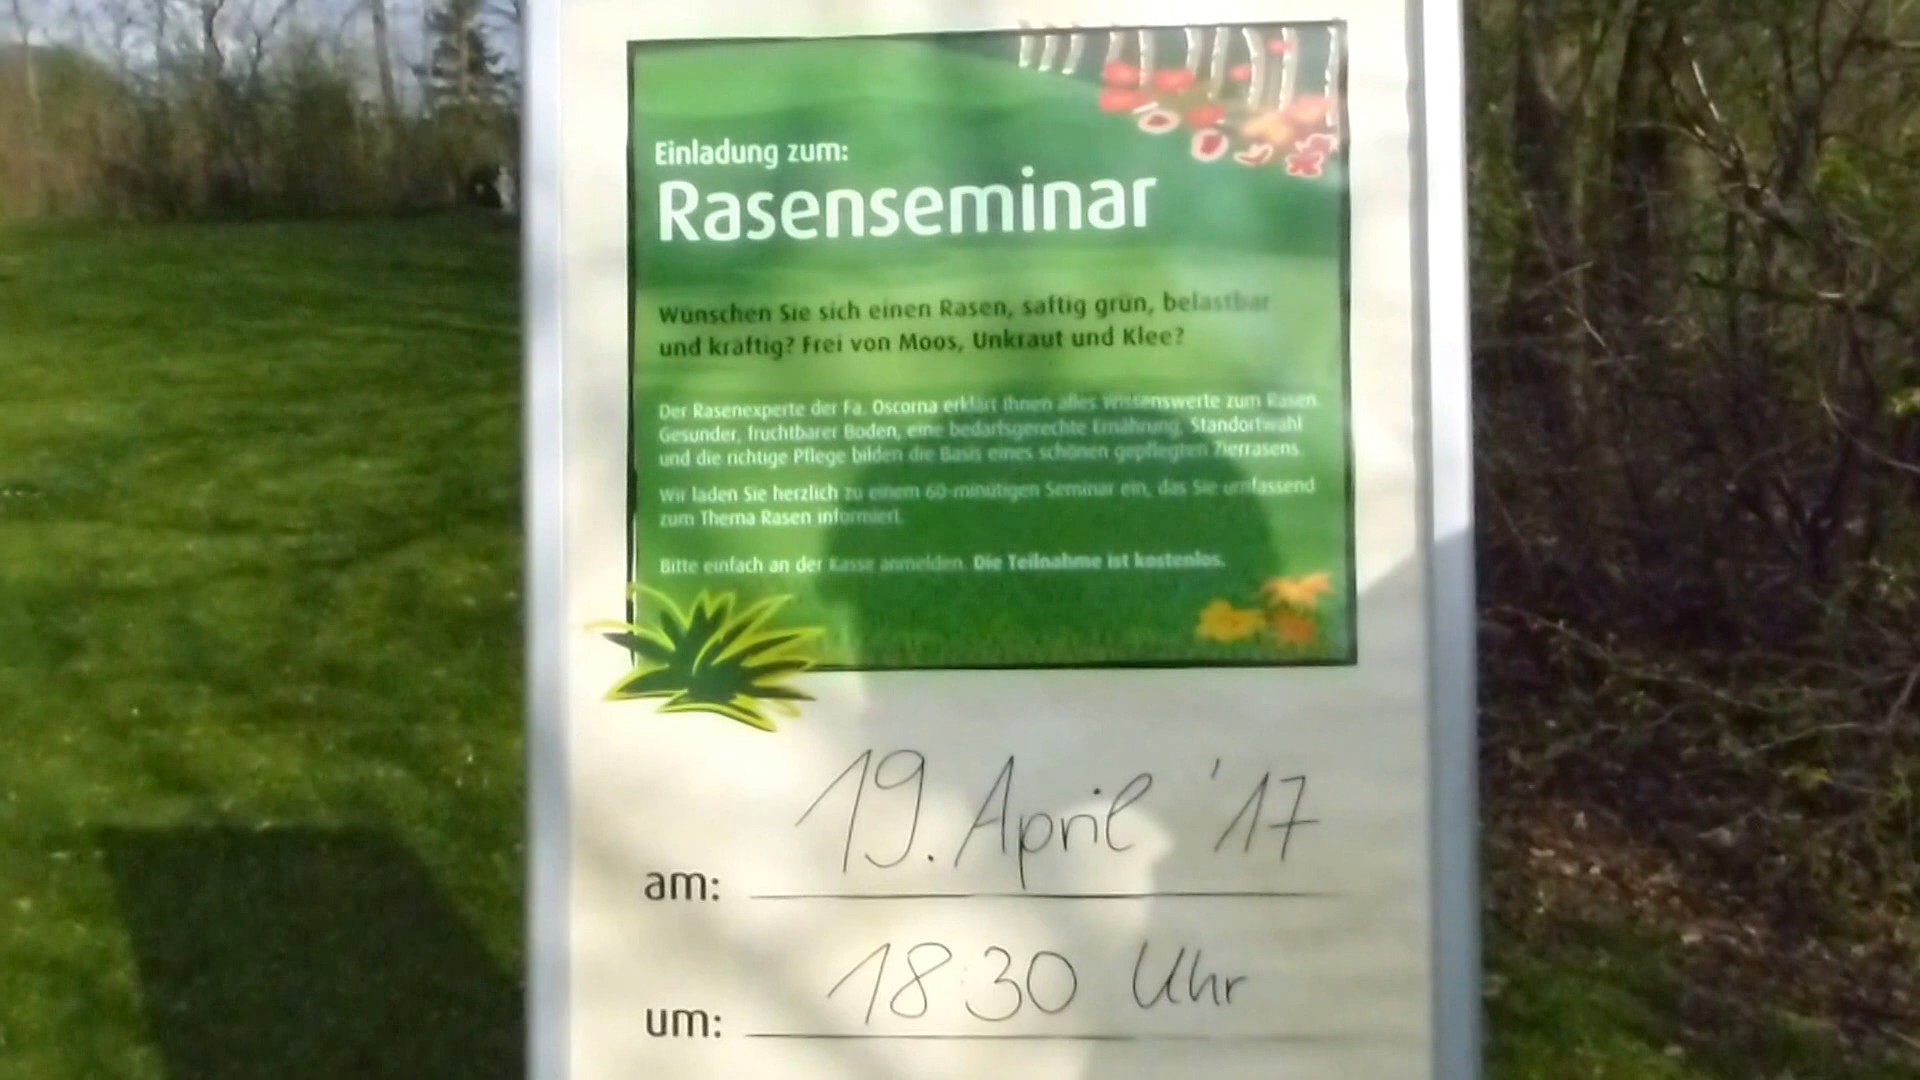 Einladung zum:
Rasenseminar
Wünschen Sie sich einen Rasen, saftig grün, belastbar
und kräftig? Frei von Moos, Unkraut und Klee?
Der Rasenexperte der Fa. Oscorna erklärt Ihnen alles Wissenswerte zum Rasen.
Gesunder, fruchtbarer Boden, eine bedarfsgerechte Ernährung, Standortwahl
und die richtige Pflege bilden die Basis eines schönen gepflegten Zierrasens.
Wir laden Sie herzlich zu einem 60-minütigen Seminar ein, das Sie umfassend
zum Thema Rasen informiert.
Bitte einfach an der Kasse anmelden. Die Teilnahme ist kostenlos.
am: 19. April '17
um: 18:30 Uhr